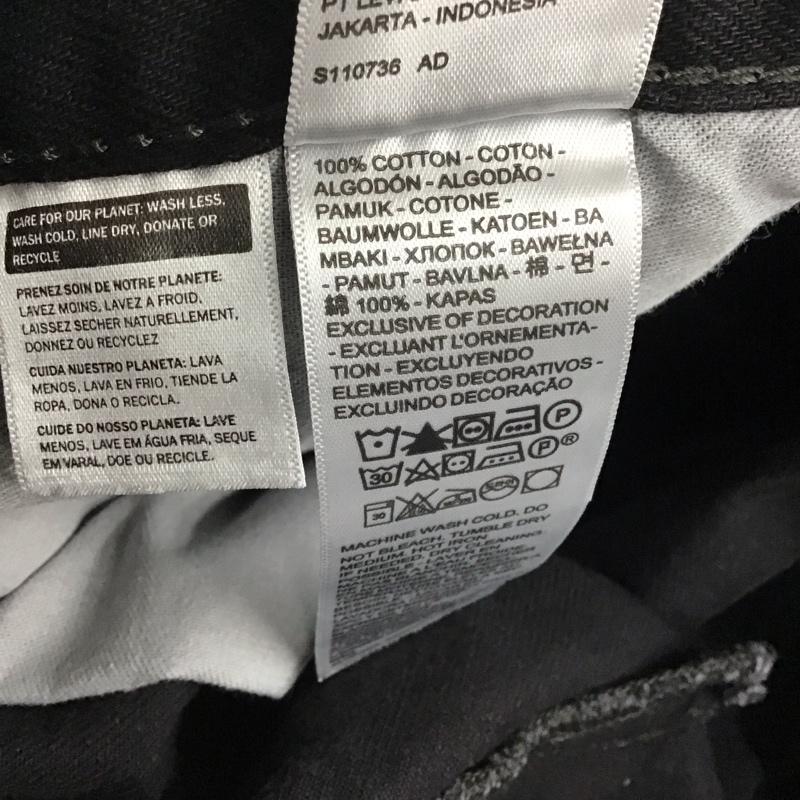 JAKARTA - INDONESIA
S110736 AD
100% COTTON - COTON -
ALGODÓN - ALGODÃO -
PAMUK - COTONE -
BAUMWOLLE - KATOEN - BA
MBAKI - ХЛОПОК - BAWEŁNA
- PAMUT - BAVLNA - 棉 - 면 -
綿 100% - KAPAS
EXCLUSIVE OF DECORATION
- EXCLUANT L'ORNEMENTA-
TION - EXCLUYENDO
ELEMENTOS DECORATIVOS -
EXCLUINDO DECORAÇÃO
P
30 P®
30
MACHINE WASH COLD. DO
NOT BLEACH. TUMBLE DRY
MEDIUM. HOT IRON
IF NEEDED. DRY CLEANING
CARE FOR OUR PLANET: WASH LESS,
WASH COLD, LINE DRY, DONATE OR
RECYCLE
PRENEZ SOIN DE NOTRE PLANETE:
LAVEZ MOINS, LAVEZ A FROID,
LAISSEZ SECHER NATURELLEMENT,
DONNEZ OU RECYCLEZ
CUIDA NUESTRO PLANETA: LAVA
MENOS, LAVA EN FRIO, TIENDE LA
ROPA, DONA O RECICLA.
CUIDE DO NOSSO PLANETA: LAVE
MENOS, LAVE EM ÁGUA FRIA, SEQUE
EM VARAL, DOE OU RECICLE.